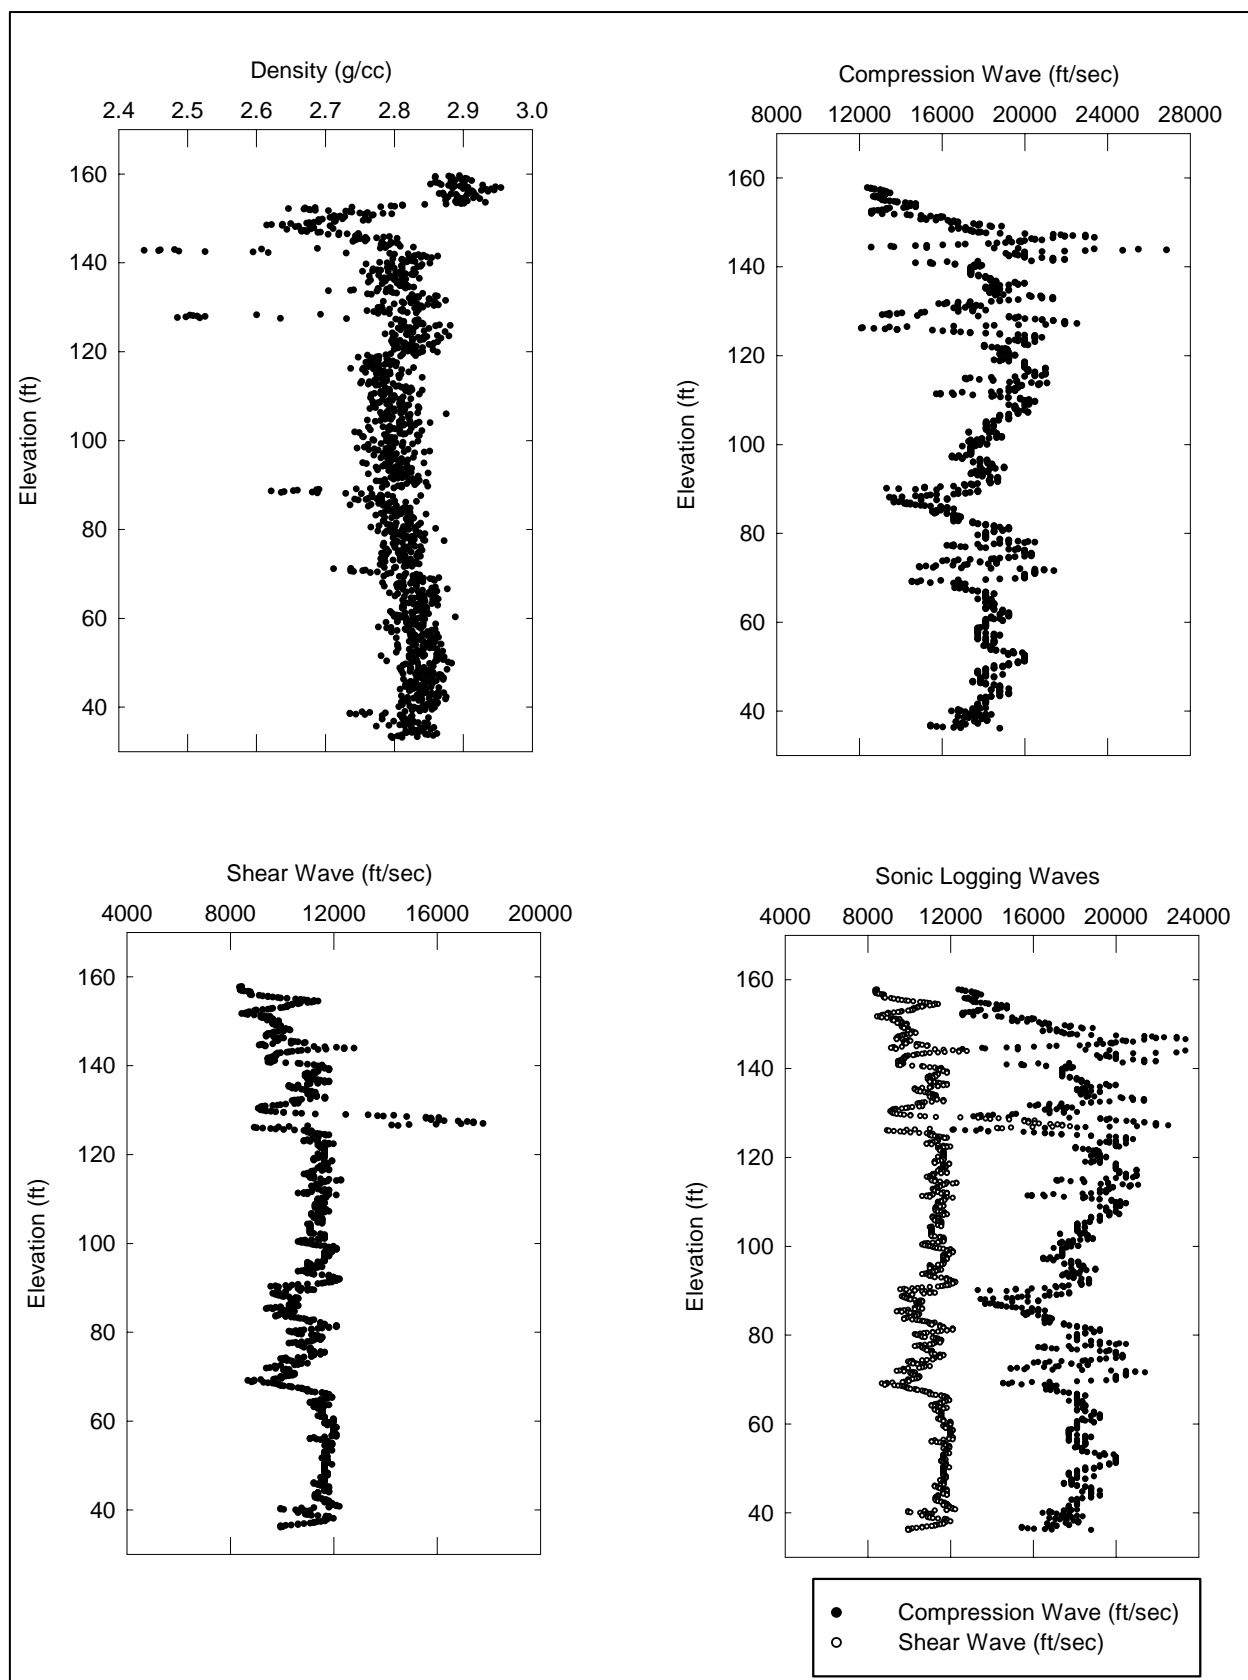 Density (g/cc)
2.4 2.5 2.6 2.7 2.8 2.9 3.0
Elevation (ft)
160
140
120
100
80
60
40
Compression Wave (ft/sec)
8000 12000 16000 20000 24000 28000
Elevation (ft)
160
140
120
100
80
60
40
Shear Wave (ft/sec)
4000 8000 12000 16000 20000
Elevation (ft)
160
140
120
100
80
60
40
Sonic Logging Waves
4000 8000 12000 16000 20000 24000
Elevation (ft)
160
140
120
100
80
60
40
Compression Wave (ft/sec)
Shear Wave (ft/sec)